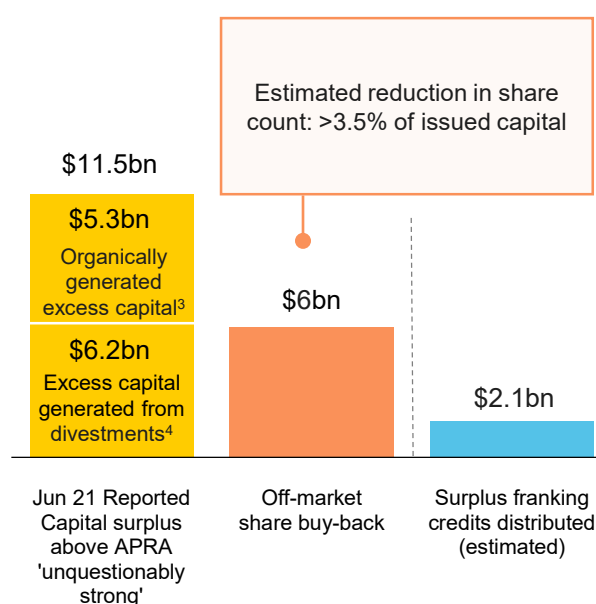 Estimated reduction in share
count: >3.5% of issued capital
$11.5bn
$5.3bn
Organically
generated
excess capital³
$6.2bn
Excess capital
generated from
divestments⁴
$6bn
$2.1bn
Jun 21 Reported
Capital surplus
above APRA
'unquestionably
strong'
Off-market
share buy-back
Surplus franking
credits distributed
(estimated)